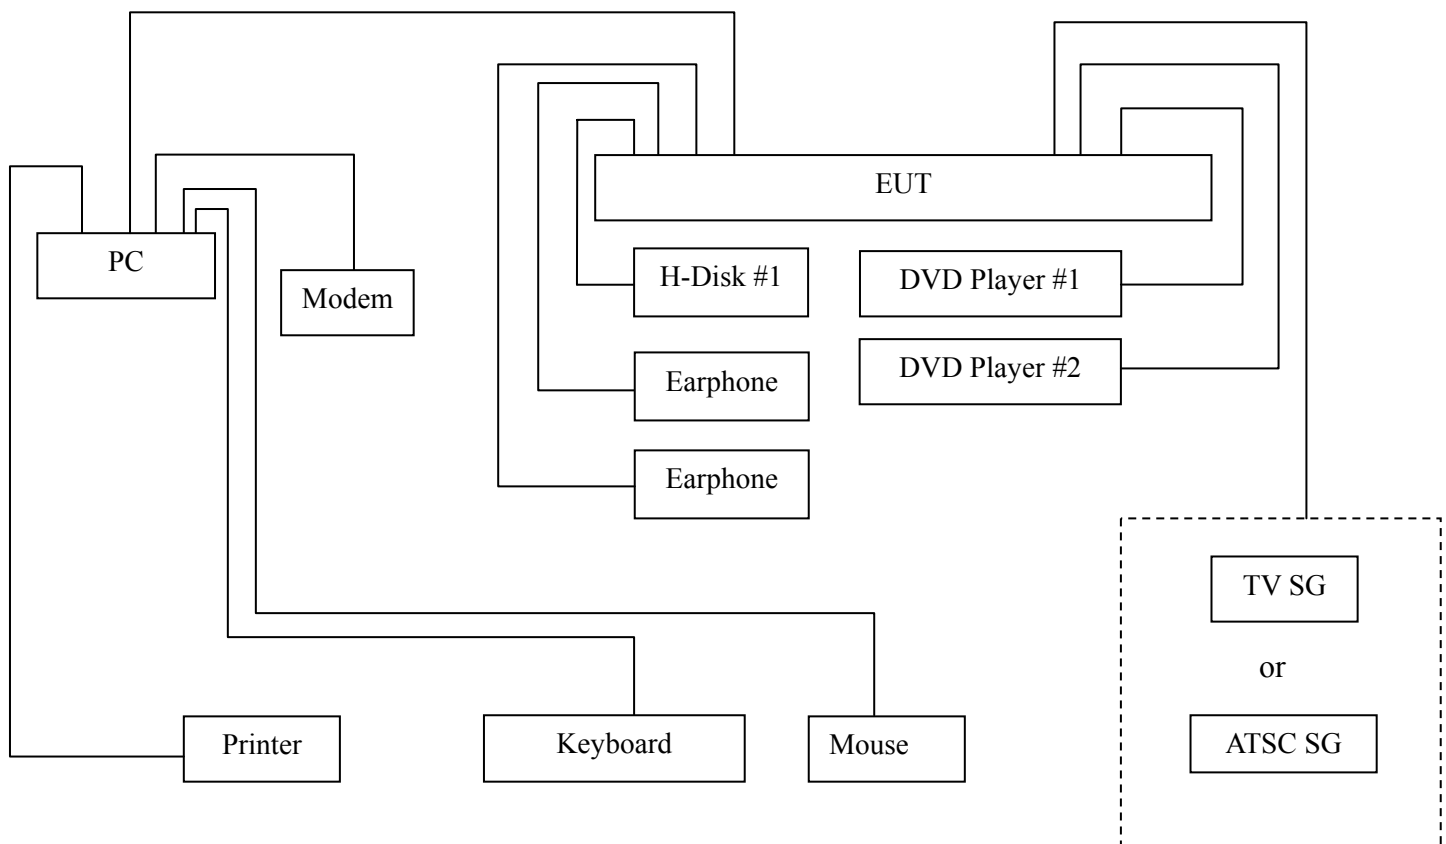 EUT
PC
Modem
H-Disk #1
DVD Player #1
Earphone
DVD Player #2
Earphone
TV SG
or
ATSC SG
Printer
Keyboard
Mouse